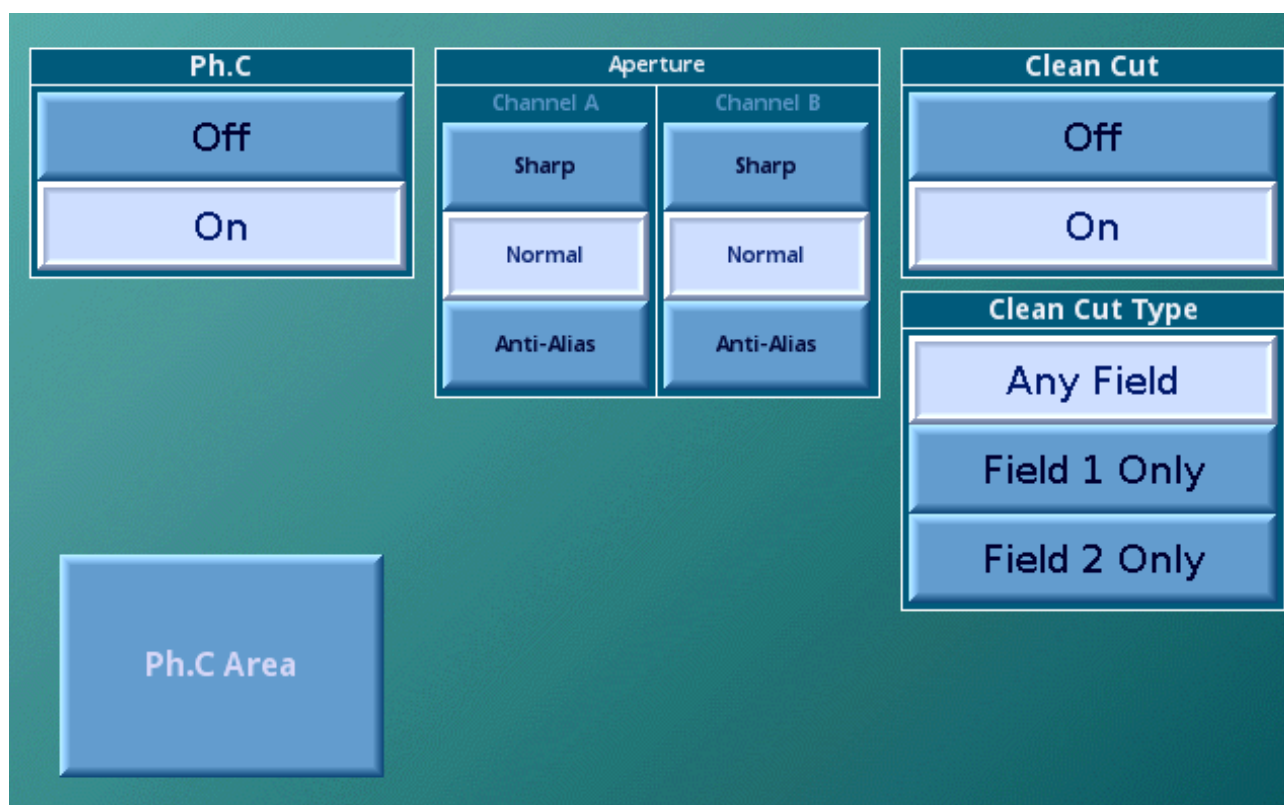 Ph.C
Off
On
Aperture
Channel A
Channel B
Sharp
Sharp
Normal
Normal
Anti-Alias
Anti-Alias
Clean Cut
Off
On
Clean Cut Type
Any Field
Field 1 Only
Field 2 Only
Ph.C Area